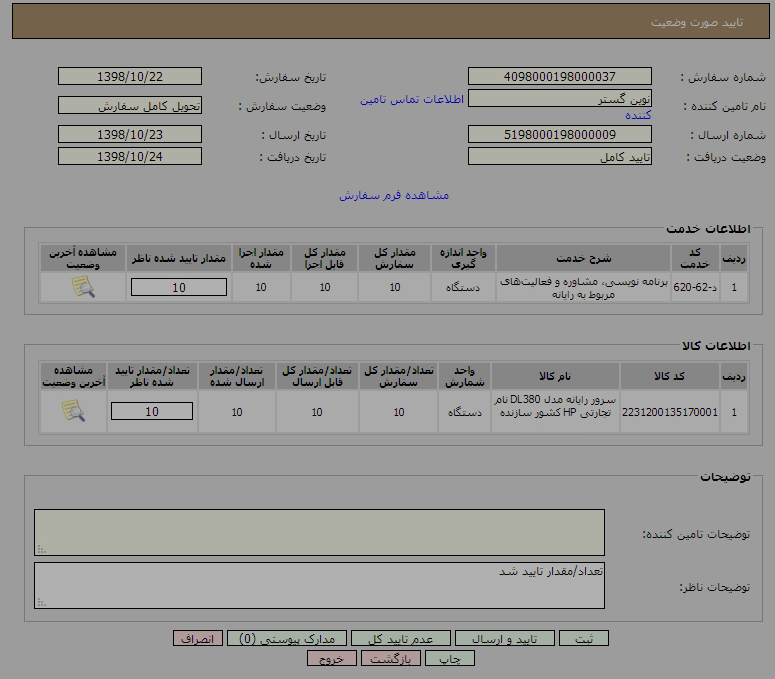 تایید صورت وضعیت
شماره سفارش : 4098000198000037 تاریخ سفارش: 1398/10/22
نام تامین کننده : نوین گستر اطلاعات تماس تامین کننده وضعیت سفارش : تحویل کامل سفارش
شماره ارسال : 5198000198000009 تاریخ ارسال : 1398/10/23
وضعیت دریافت : تایید کامل تاریخ دریافت : 1398/10/24
مشاهده فرم سفارش
اطلاعات خدمت
ردیف کد خدمت شرح خدمت واحد اندازه گیری مقدار کل سفارش مقدار کل قابل اجرا مقدار اجرا شده مقدار تایید شده ناظر مشاهده آخرین وضعیت
1 د-62-620 برنامه نویسی، مشاوره و فعالیت‌های مربوط به رایانه دستگاه 10 10 10 10
اطلاعات کالا
ردیف کد کالا نام کالا واحد شمارش تعداد/مقدار کل سفارش تعداد/مقدار کل قابل ارسال تعداد/مقدار ارسال شده تعداد/مقدار تایید شده ناظر مشاهده آخرین وضعیت
1 2231200135170001 سرور رایانه مدل DL380 نام تجارتی HP کشور سازنده دستگاه 10 10 10 10
توضیحات
توضیحات تامین کننده:
توضیحات ناظر: تعداد/مقدار تایید شد
ثبت تایید و ارسال عدم تایید کل مدارک پیوستی (0) انصراف
چاپ بازگشت خروج